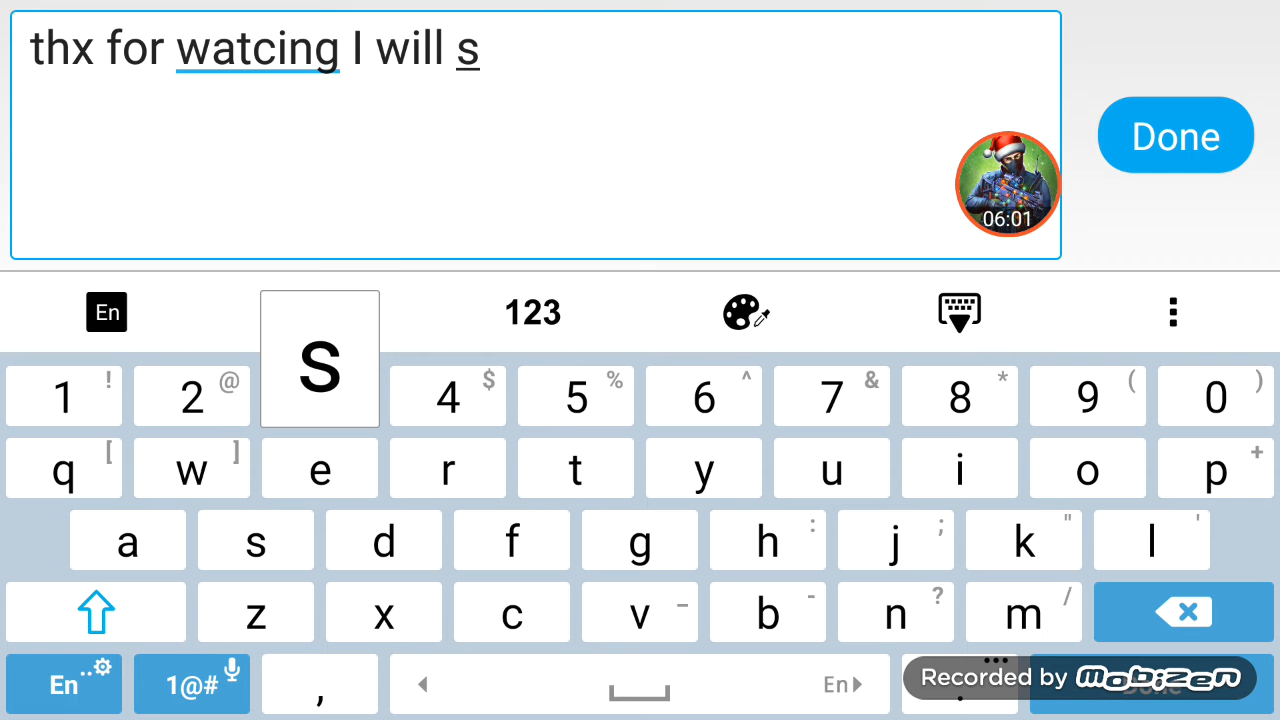 thx for watcing I will s
Done
06:01
En
s
123
1 ! 2 @ 4 $ 5 % 6 ^ 7 & 8 * 9 ( 0 )
q [ w ] e r t y u i o p +
a s d f g h : j ; k " l '
z x c v _ b - n ? m /
En 1@# , En . Done
Recorded by mobizen